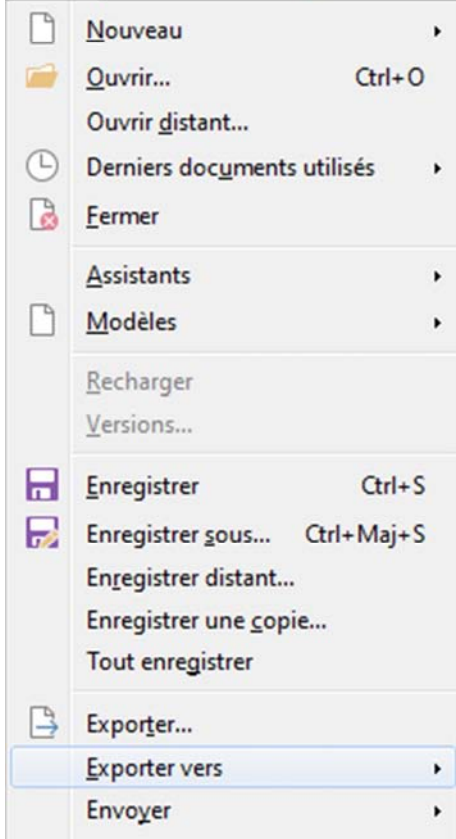 Nouveau
Ouvrir... Ctrl+O
Ouvrir distant...
Derniers documents utilisés
Fermer
Assistants
Modèles
Recharger
Versions...
Enregistrer Ctrl+S
Enregistrer sous... Ctrl+Maj+S
Enregistrer distant...
Enregistrer une copie...
Tout enregistrer
Exporter...
Exporter vers
Envoyer